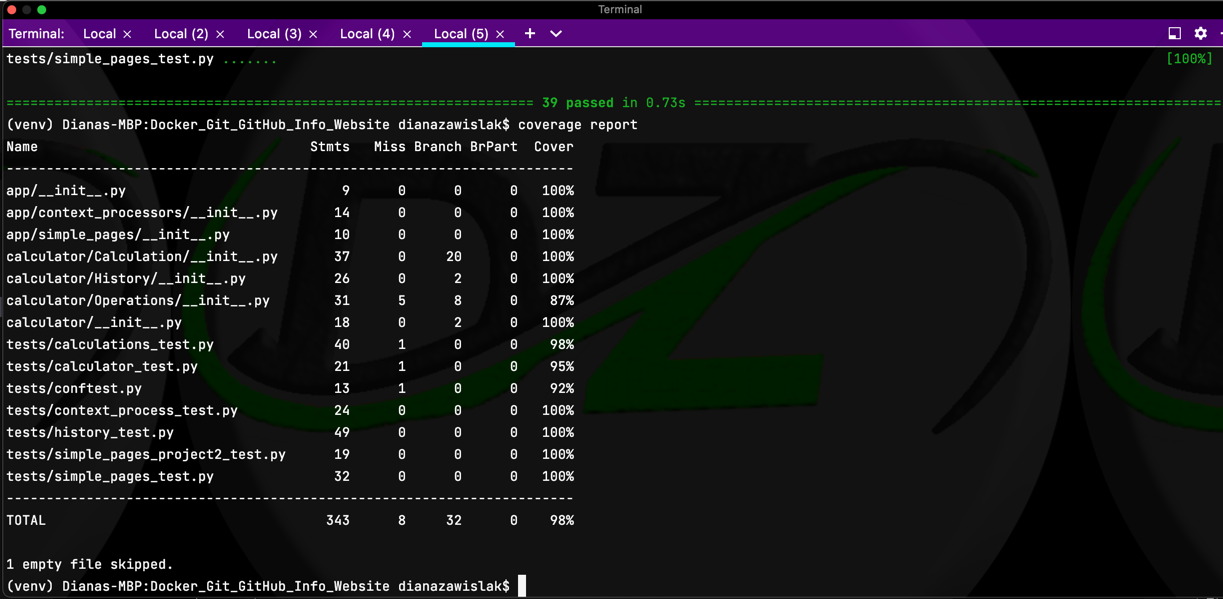 Terminal
Terminal: Local × Local (2) × Local (3) × Local (4) × Local (5) × +
tests/simple_pages_test.py ....... [100%]
================================================================== 39 passed in 0.73s ==================================================================
(venv) Dianas-MBP:Docker_Git_GitHub_Info_Website dianazawislak$ coverage report
Name Stmts Miss Branch BrPart Cover
-----------------------------------------------------------------------
app/__init__.py 9 0 0 0 100%
app/context_processors/__init__.py 14 0 0 0 100%
app/simple_pages/__init__.py 10 0 0 0 100%
calculator/Calculation/__init__.py 37 0 20 0 100%
calculator/History/__init__.py 26 0 2 0 100%
calculator/Operations/__init__.py 31 5 8 0 87%
calculator/__init__.py 18 0 2 0 100%
tests/calculations_test.py 40 1 0 0 98%
tests/calculator_test.py 21 1 0 0 95%
tests/conftest.py 13 1 0 0 92%
tests/context_process_test.py 24 0 0 0 100%
tests/history_test.py 49 0 0 0 100%
tests/simple_pages_project2_test.py 19 0 0 0 100%
tests/simple_pages_test.py 32 0 0 0 100%
-----------------------------------------------------------------------
TOTAL 343 8 32 0 98%
1 empty file skipped.
(venv) Dianas-MBP:Docker_Git_GitHub_Info_Website dianazawislak$